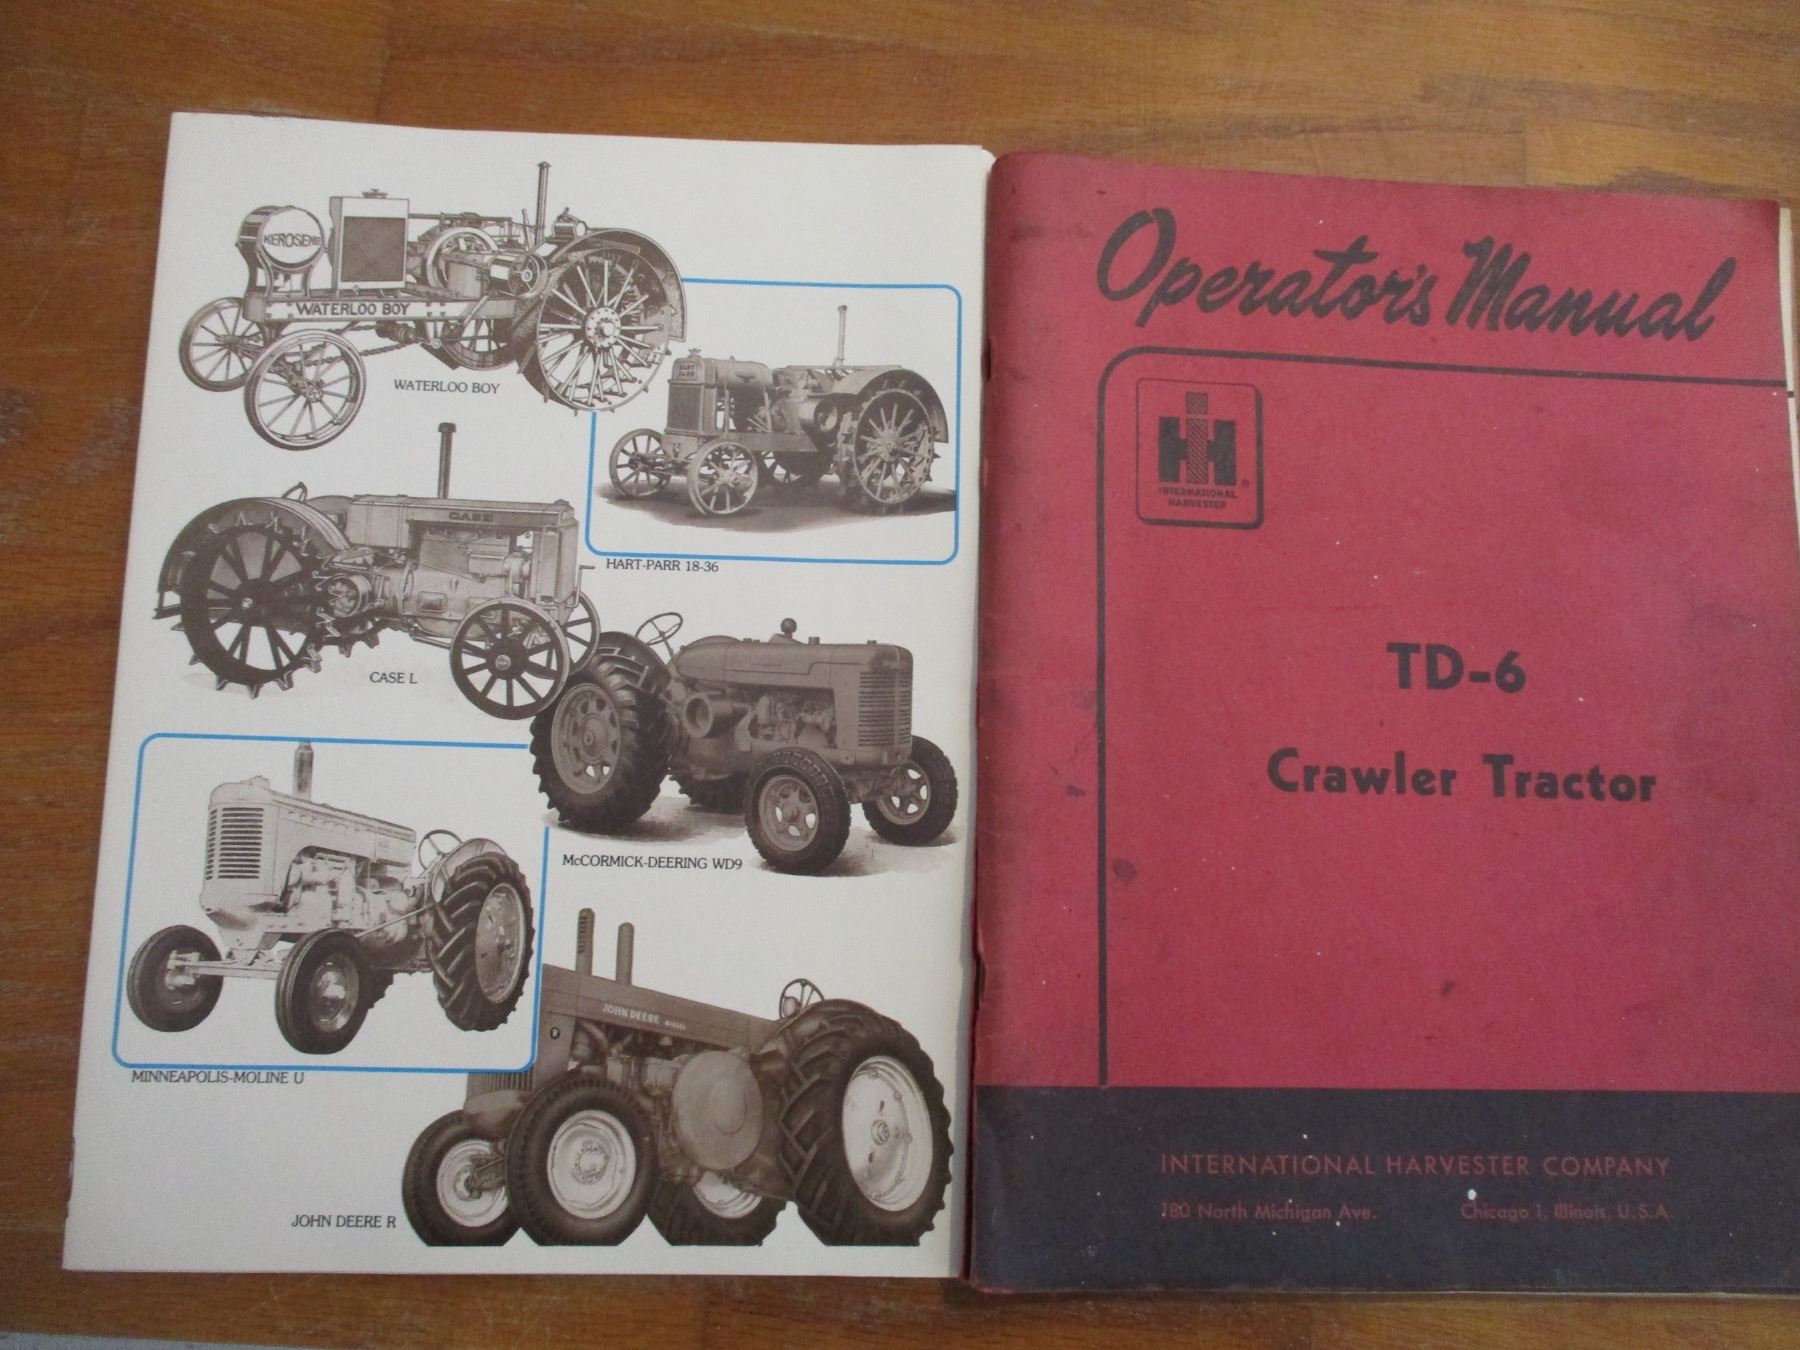 KEROSENE
WATERLOO BOY
WATERLOO BOY
HART PARR
HART-PARR 18-36
CASE
CASE L
McCORMICK-DEERING WD9
MINNEAPOLIS-MOLINE U
JOHN DEERE DIESEL
R
JOHN DEERE R
Operator's Manual
IH
INTERNATIONAL
HARVESTER
®
TD-6
Crawler Tractor
INTERNATIONAL HARVESTER COMPANY
180 North Michigan Ave. Chicago 1, Illinois, U.S.A.